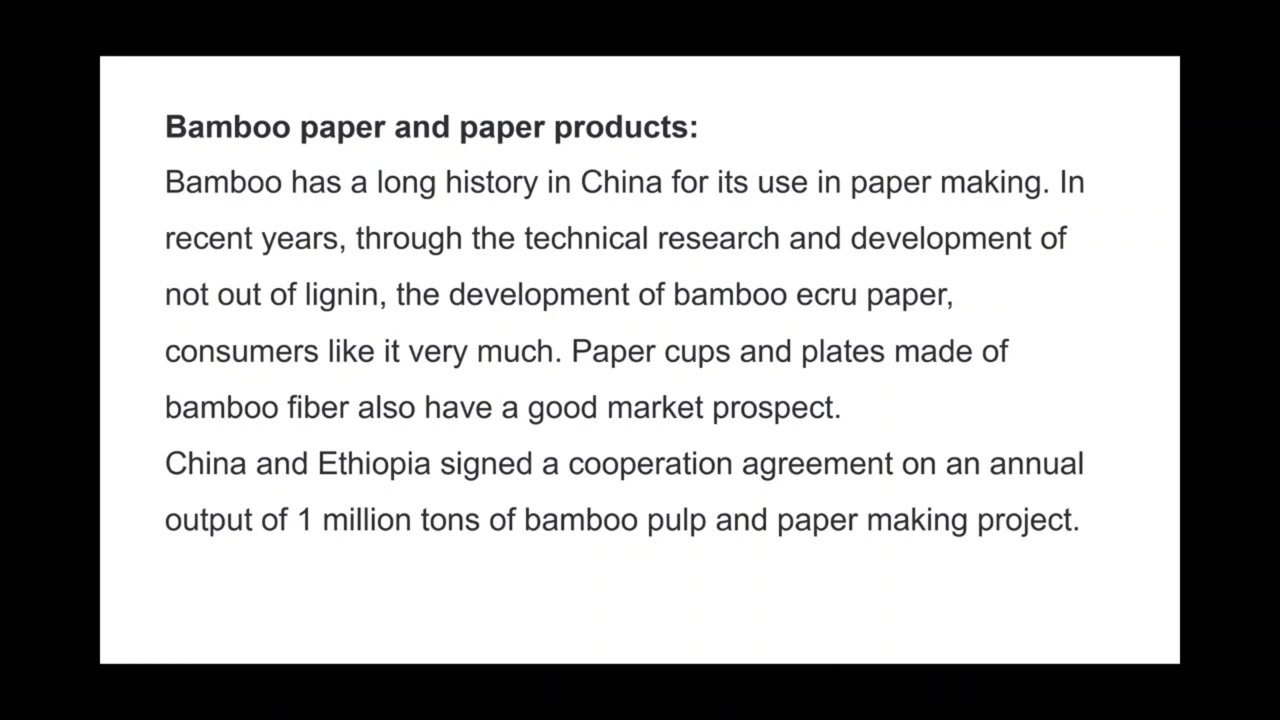 Bamboo paper and paper products:
Bamboo has a long history in China for its use in paper making. In
recent years, through the technical research and development of
not out of lignin, the development of bamboo ecru paper,
consumers like it very much. Paper cups and plates made of
bamboo fiber also have a good market prospect.
China and Ethiopia signed a cooperation agreement on an annual
output of 1 million tons of bamboo pulp and paper making project.